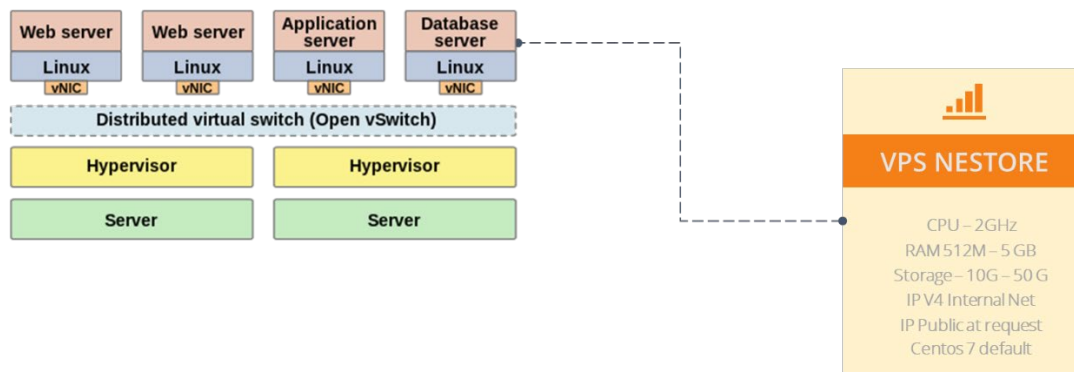 Web server
Web server
Application
server
Database
server
Linux
Linux
Linux
Linux
vNIC
vNIC
vNIC
vNIC
Distributed virtual switch (Open vSwitch)
Hypervisor
Hypervisor
Server
Server
VPS NESTORE
CPU – 2GHz
RAM 512M – 5 GB
Storage – 10G – 50 G
IP V4 Internal Net
IP Public at request
Centos 7 default